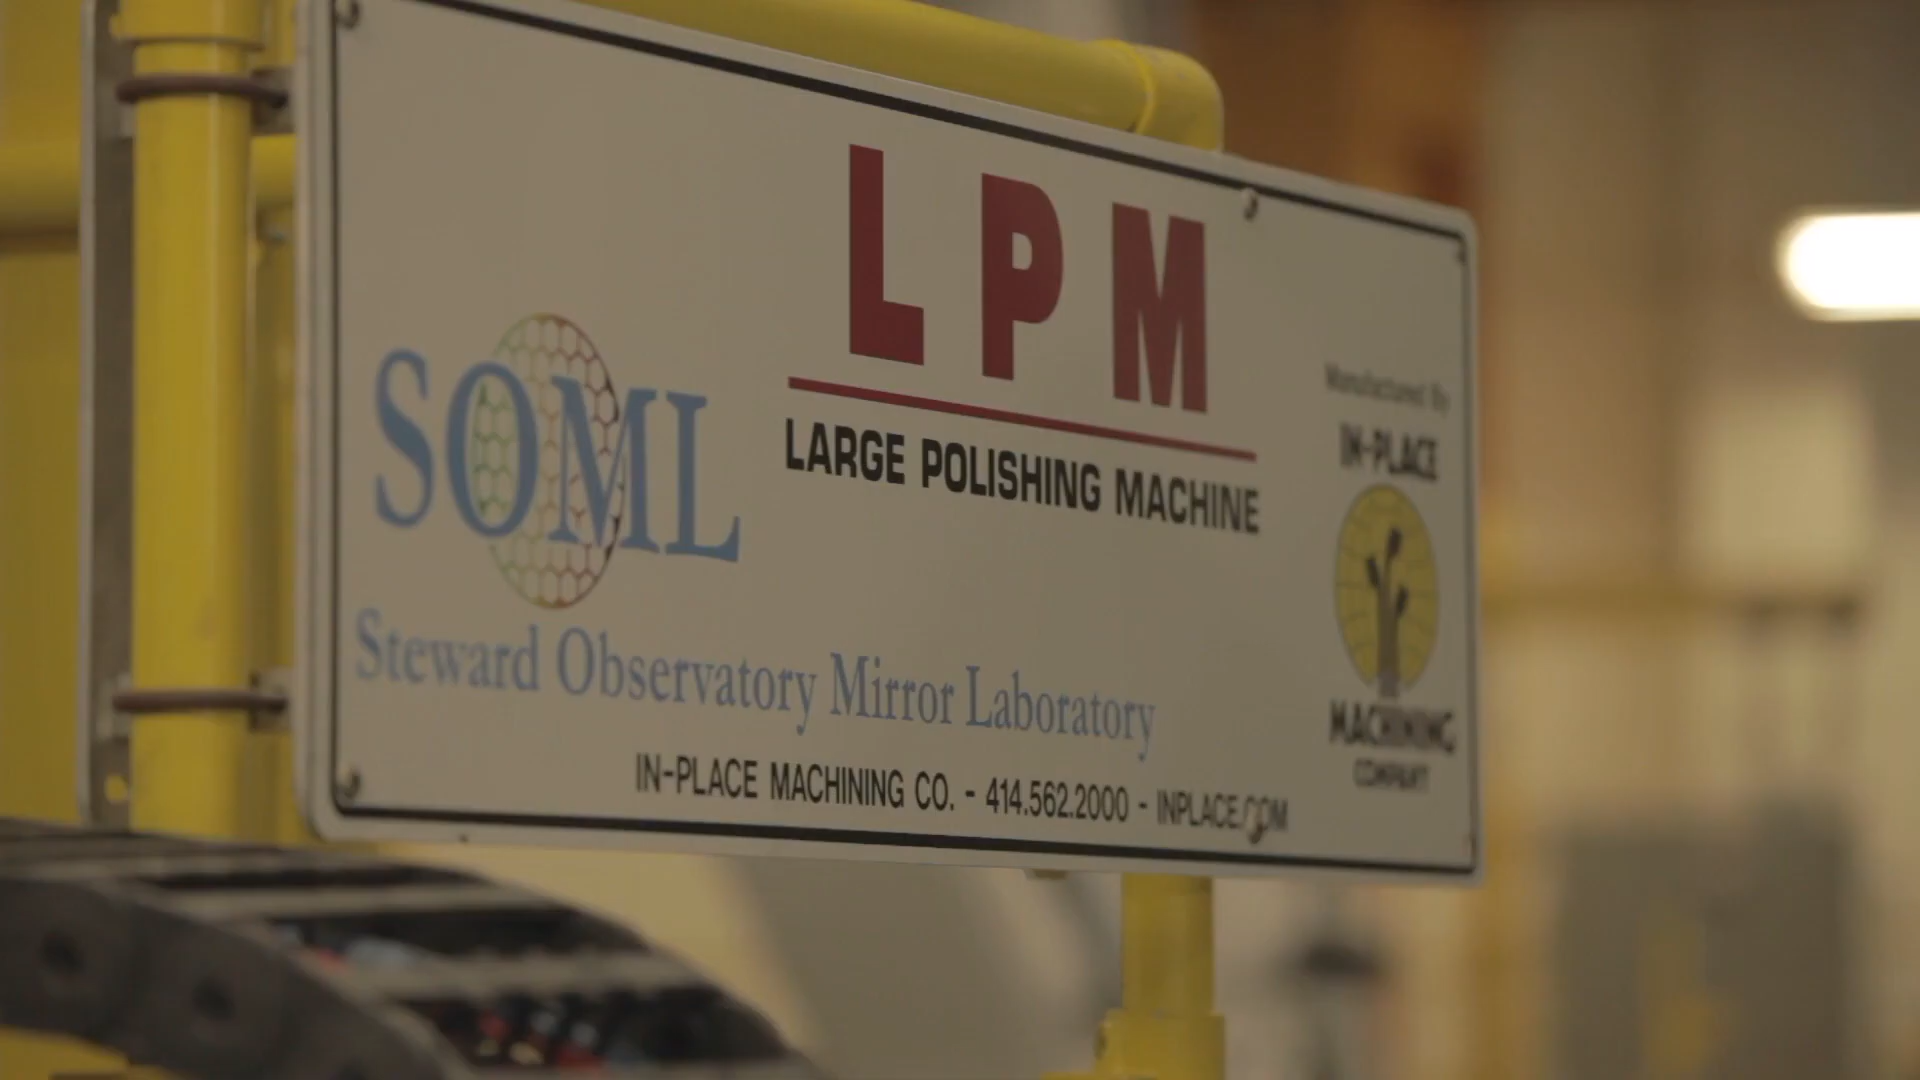 LPM
LARGE POLISHING MACHINE
SOML
Steward Observatory Mirror Laboratory
Manufactured By
IN-PLACE
MACHINING
COMPANY
IN-PLACE MACHINING CO. - 414.562.2000 - INPLACE.COM